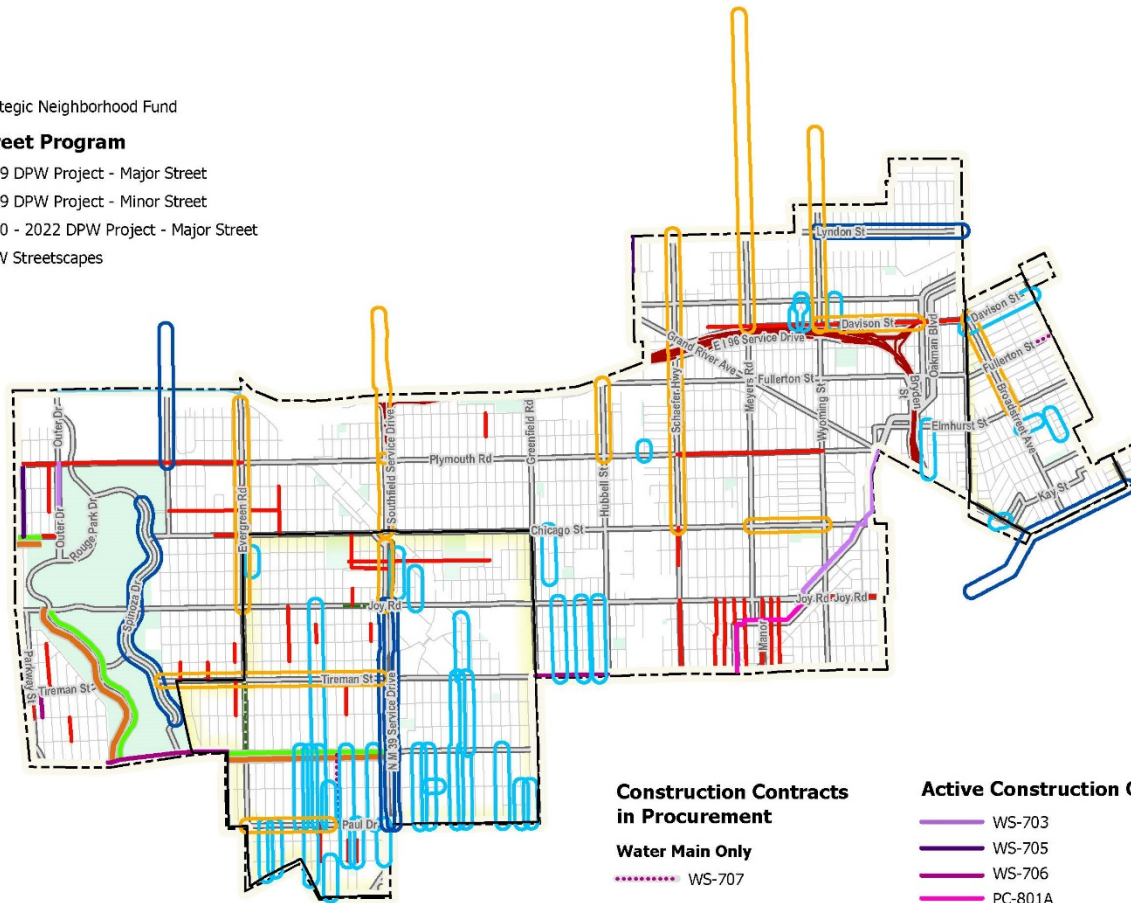 tegic Neighborhood Fund
reet Program
9 DPW Project - Major Street
9 DPW Project - Minor Street
0 - 2022 DPW Project - Major Street
W Streetscapes
Lyndon St
Davison St
Davison St
Grand River Ave
E I 96 Service Drive
Oakman Blvd
Fullerton St
Fullerton St
Schaefer Hwy
Meyers Rd
Wyoming St
Bryden St
Broadstreet Ave
Elmhurst St
Kay St
Outer Dr
Plymouth Rd
Southfield Service Drive
Greenfield Rd
Hubbell St
Evergreen Rd
Outer Dr
Rouge Park Dr
Chicago St
Spinoza Dr
Joy Rd
Joy Rd
Joy Rd
Manor
Parkway St
Tireman St
Tireman St
N M 39 Service Drive
Paul Dr
Construction Contracts
in Procurement
Water Main Only
WS-707
Active Construction C
WS-703
WS-705
WS-706
PC-801A